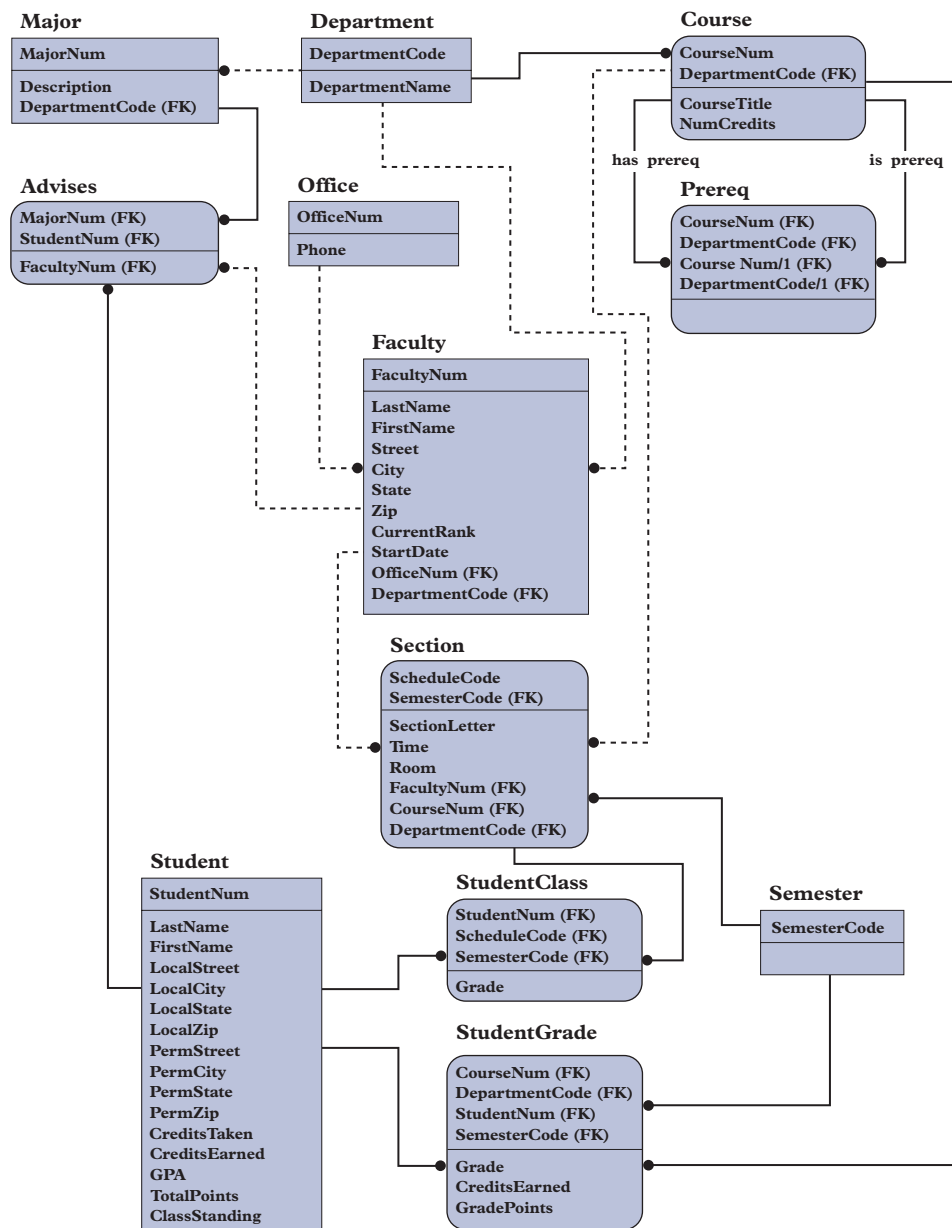 Major
MajorNum
Description
DepartmentCode (FK)
Department
DepartmentCode
DepartmentName
Course
CourseNum
DepartmentCode (FK)
CourseTitle
NumCredits
has prereq
is prereq
Advises
MajorNum (FK)
StudentNum (FK)
FacultyNum (FK)
Office
OfficeNum
Phone
Prereq
CourseNum (FK)
DepartmentCode (FK)
Course Num/1 (FK)
DepartmentCode/1 (FK)
Faculty
FacultyNum
LastName
FirstName
Street
City
State
Zip
CurrentRank
StartDate
OfficeNum (FK)
DepartmentCode (FK)
Section
ScheduleCode
SemesterCode (FK)
SectionLetter
Time
Room
FacultyNum (FK)
CourseNum (FK)
DepartmentCode (FK)
Student
StudentNum
LastName
FirstName
LocalStreet
LocalCity
LocalState
LocalZip
PermStreet
PermCity
PermState
PermZip
CreditsTaken
CreditsEarned
GPA
TotalPoints
ClassStanding
StudentClass
StudentNum (FK)
ScheduleCode (FK)
SemesterCode (FK)
Grade
Semester
SemesterCode
StudentGrade
CourseNum (FK)
DepartmentCode (FK)
StudentNum (FK)
SemesterCode (FK)
Grade
CreditsEarned
GradePoints